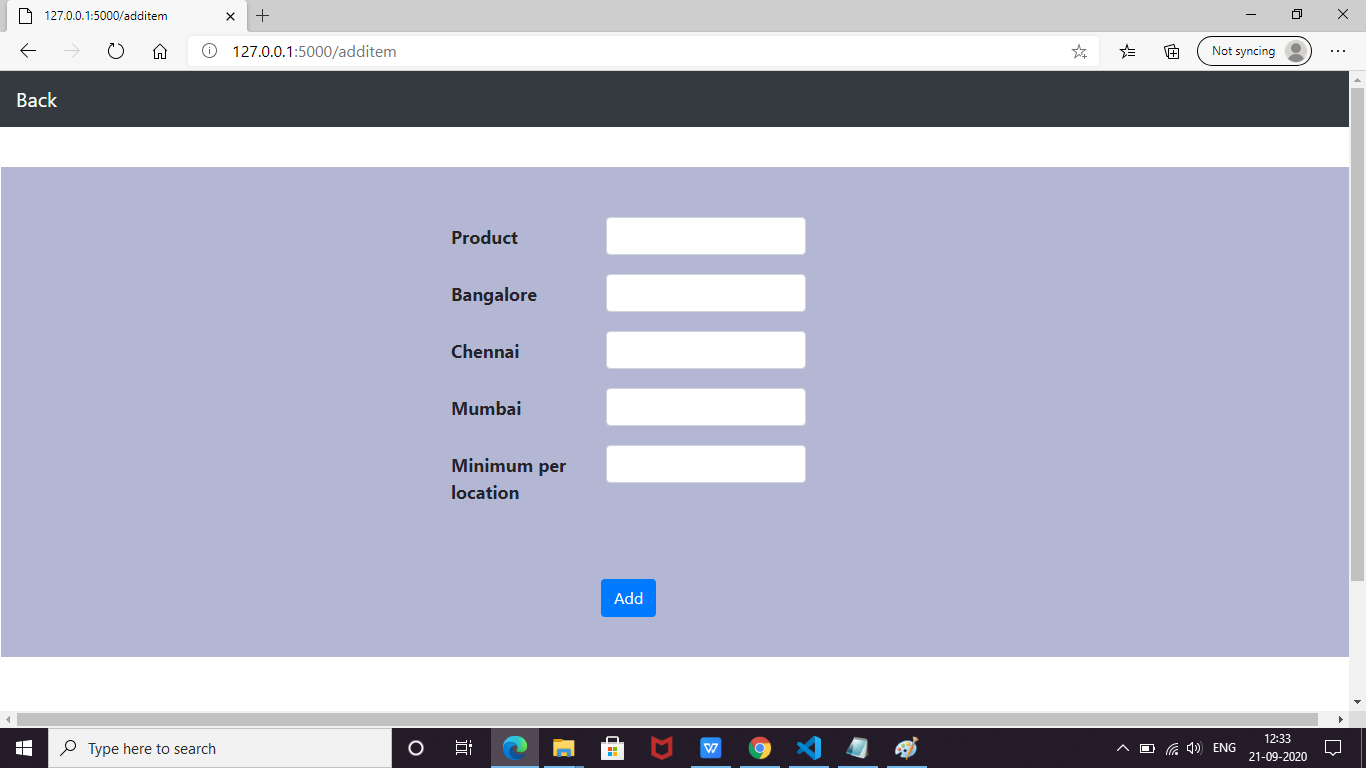 127.0.0.1:5000/additem
127.0.0.1:5000/additem
Not syncing
Back
Product
Bangalore
Chennai
Mumbai
Minimum per
location
Add
Type here to search
ENG
12:33
21-09-2020